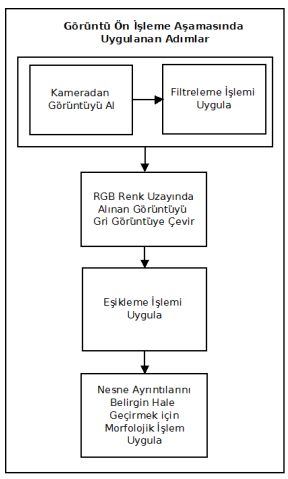 Görüntü Ön İşleme Aşamasında
Uygulanan Adımlar
Kameradan
Görüntüyü Al
Filtreleme İşlemi
Uygula
RGB Renk Uzayında
Alınan Görüntüyü
Gri Görüntüye Çevir
Eşikleme İşlemi
Uygula
Nesne Ayrıntılarını
Belirgin Hale
Geçirmek için
Morfolojik İşlem
Uygula